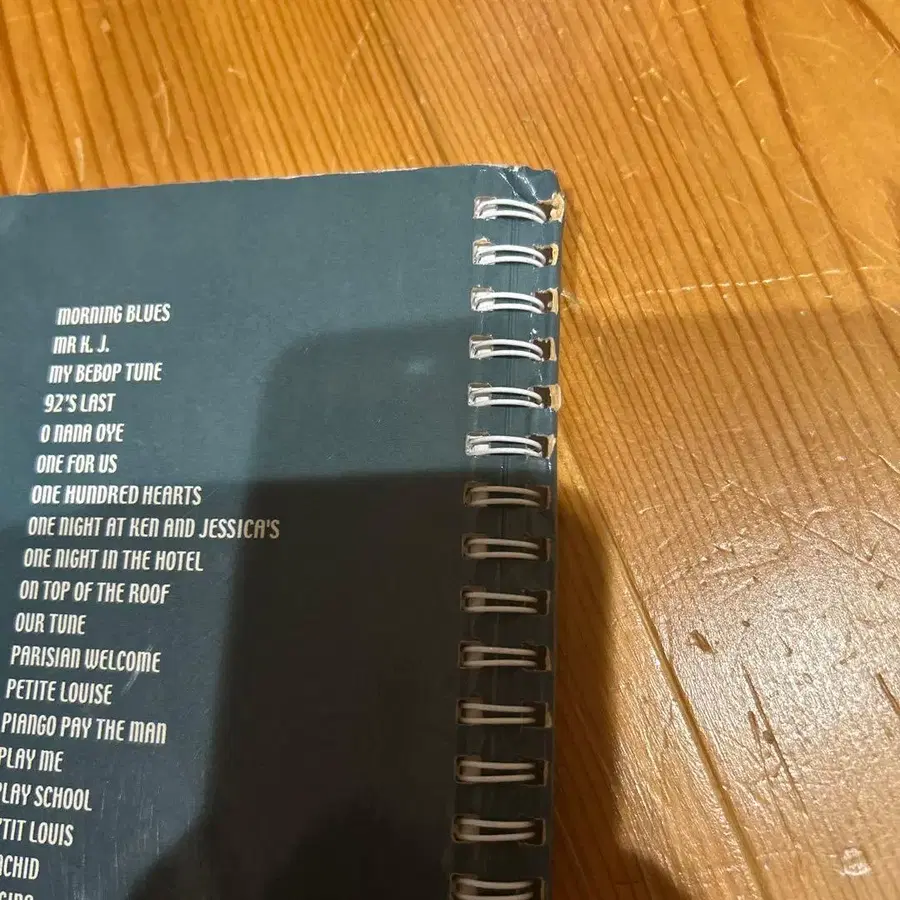 MORNING BLUES
MR K. J.
MY BEBOP TUNE
92'S LAST
O NANA OYE
ONE FOR US
ONE HUNDRED HEARTS
ONE NIGHT AT KEN AND JESSICA'S
ONE NIGHT IN THE HOTEL
ON TOP OF THE ROOF
OUR TUNE
PARISIAN WELCOME
PETITE LOUISE
PIANGO PAY THE MAN
PLAY ME
PLAY SCHOOL
'TIT LOUIS